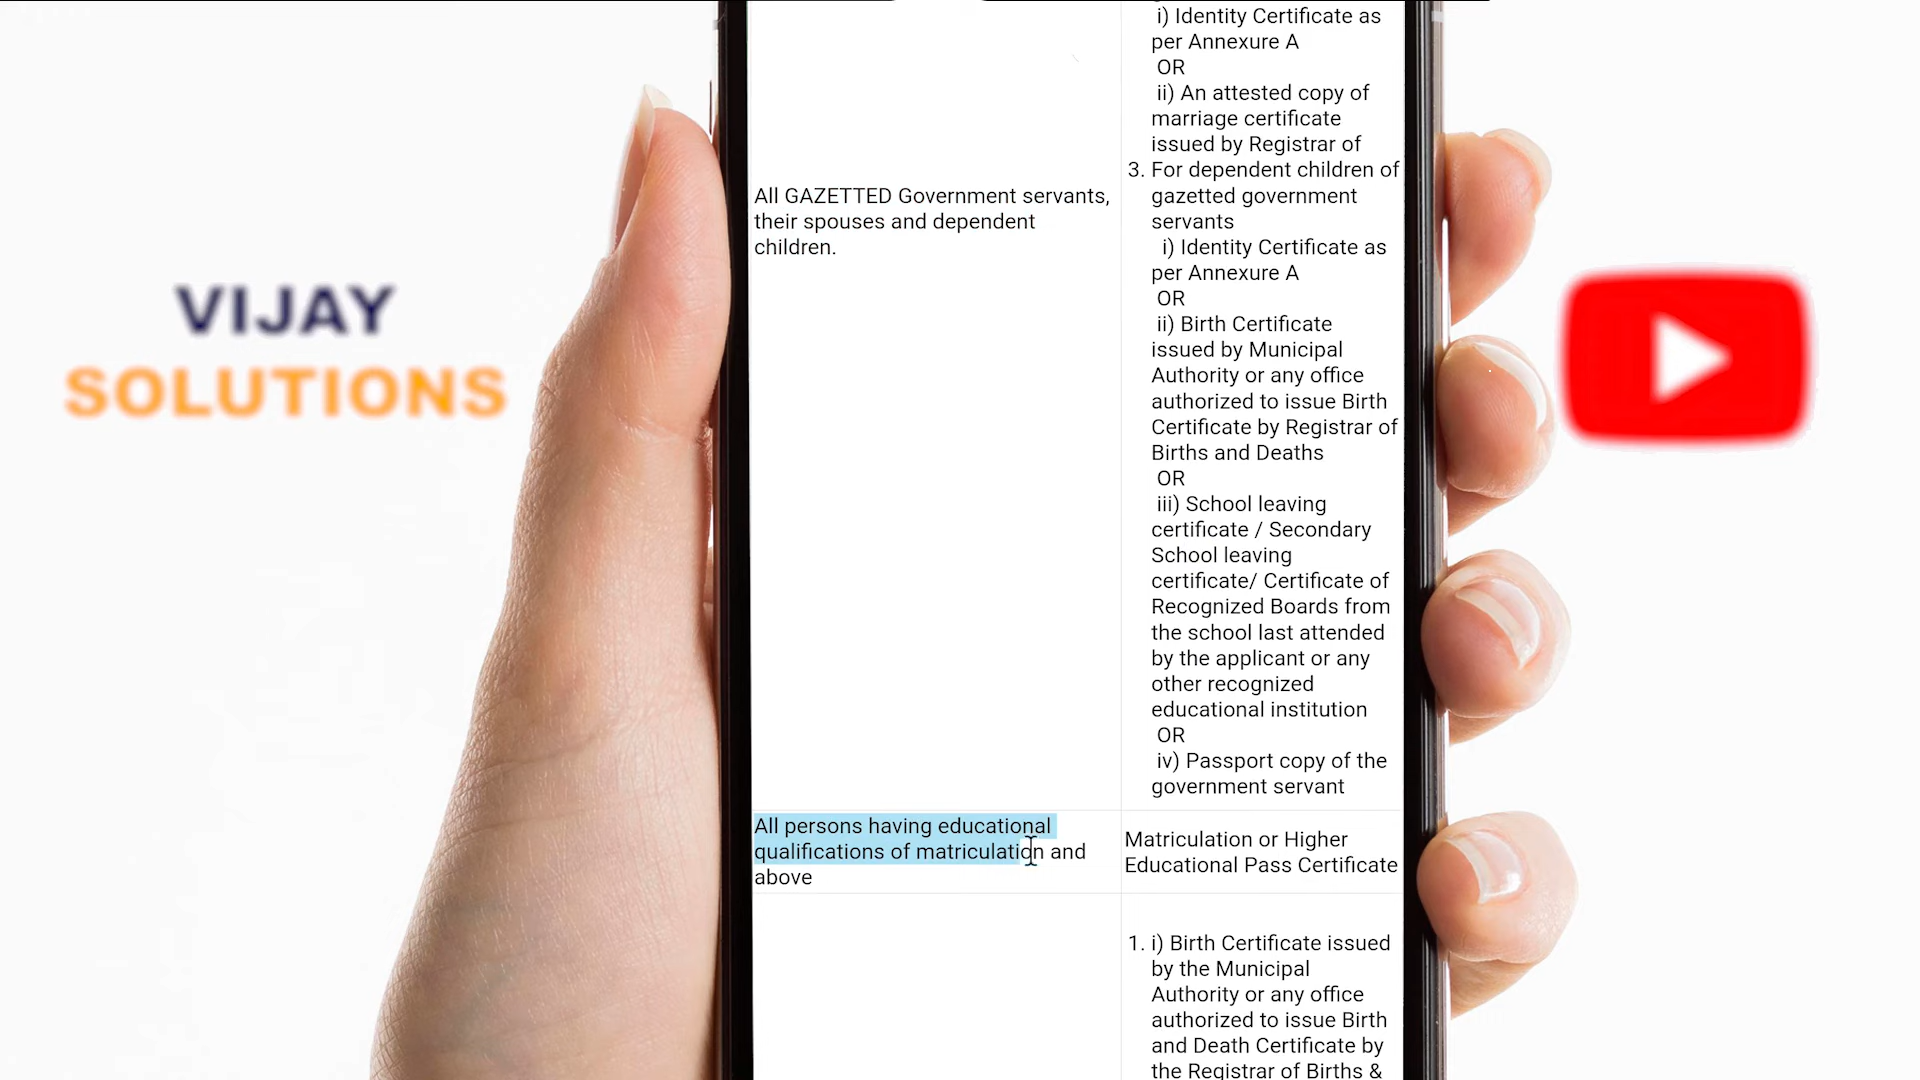 VIJAY
SOLUTIONS
All GAZETTED Government servants,
their spouses and dependent
children.
i) Identity Certificate as
per Annexure A
OR
ii) An attested copy of
marriage certificate
issued by Registrar of
3. For dependent children of
gazetted government
servants
i) Identity Certificate as
per Annexure A
OR
ii) Birth Certificate
issued by Municipal
Authority or any office
authorized to issue Birth
Certificate by Registrar of
Births and Deaths
OR
iii) School leaving
certificate / Secondary
School leaving
certificate/ Certificate of
Recognized Boards from
the school last attended
by the applicant or any
other recognized
educational institution
OR
iv) Passport copy of the
government servant
All persons having educational
qualifications of matriculation and
above
Matriculation or Higher
Educational Pass Certificate
1. i) Birth Certificate issued
by the Municipal
Authority or any office
authorized to issue Birth
and Death Certificate by
the Registrar of Births &